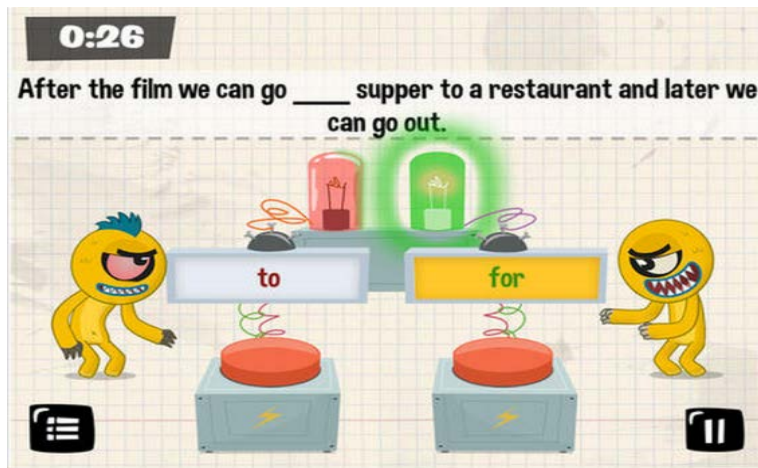 0:26
After the film we can go ____ supper to a restaurant and later we
can go out.
to
for